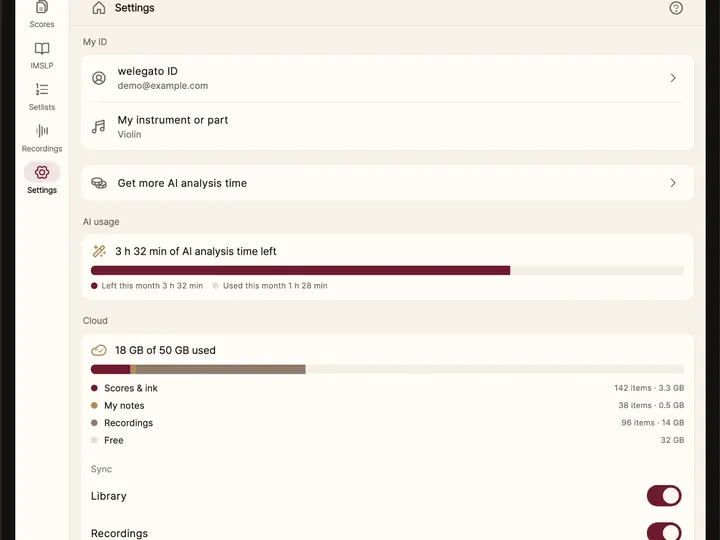 Settings
Scores
IMSLP
Setlists
Recordings
Settings
My ID
welegato ID
demo@example.com
My instrument or part
Violin
Get more AI analysis time
AI usage
3 h 32 min of AI analysis time left
Left this month 3 h 32 min
Used this month 1 h 28 min
Cloud
18 GB of 50 GB used
Scores & ink 142 items · 3.3 GB
My notes 38 items · 0.5 GB
Recordings 96 items · 14 GB
Free 32 GB
Sync
Library
Recordings